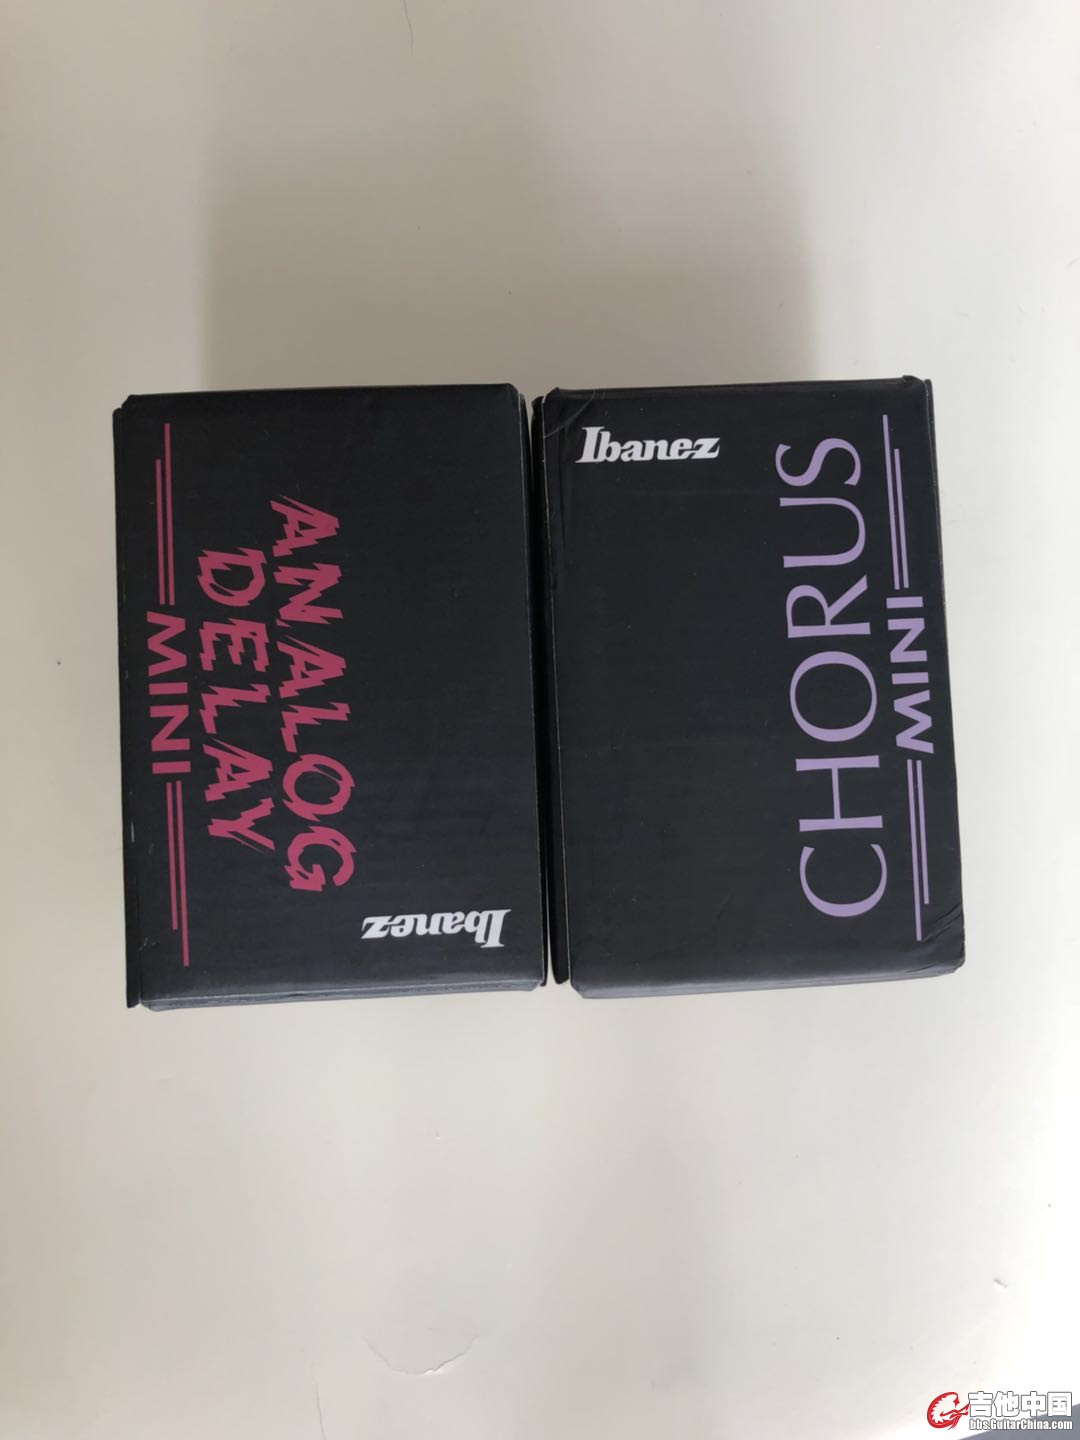 ANALOG
DELAY
MINI
Ibanez
Ibanez
CHORUS
MINI
吉他中国
bbs.GuitarChina.com